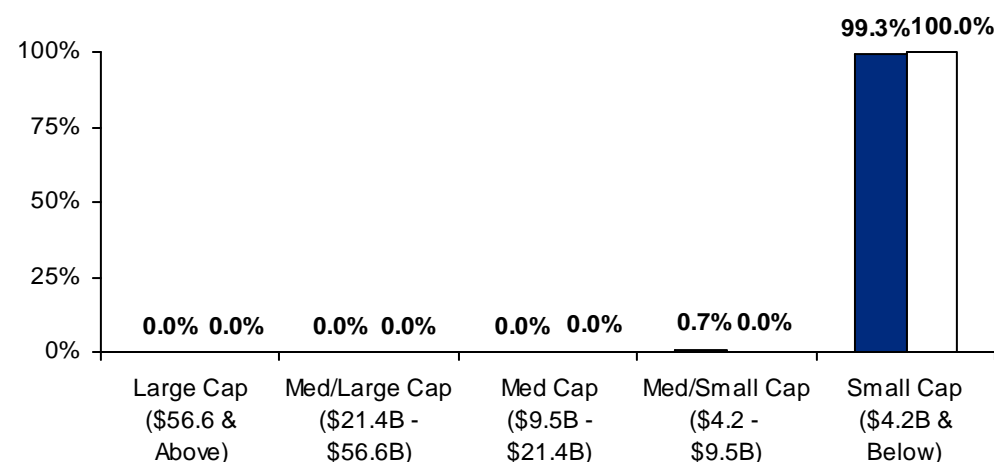 99.3% 100.0%
100%
75%
50%
25%
0%
0.0% 0.0% 0.0% 0.0% 0.0% 0.0% 0.7% 0.0%
Large Cap
($56.6 &
Above)
Med/Large Cap
($21.4B -
$56.6B)
Med Cap
($9.5B -
$21.4B)
Med/Small Cap
($4.2 -
$9.5B)
Small Cap
($4.2B &
Below)